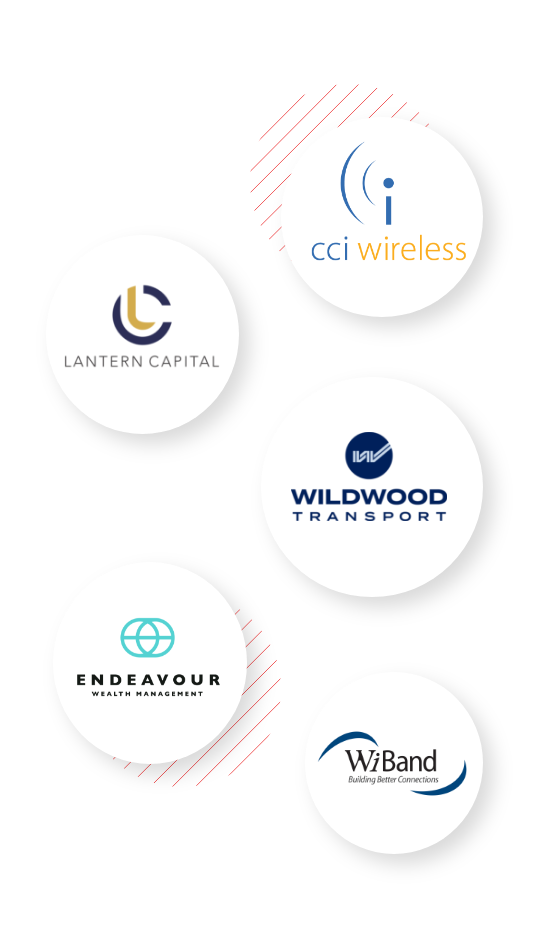 cci wireless
LANTERN CAPITAL
WILDWOOD
TRANSPORT
ENDEAVOUR
WEALTH MANAGEMENT
WiBand
Building Better Connections